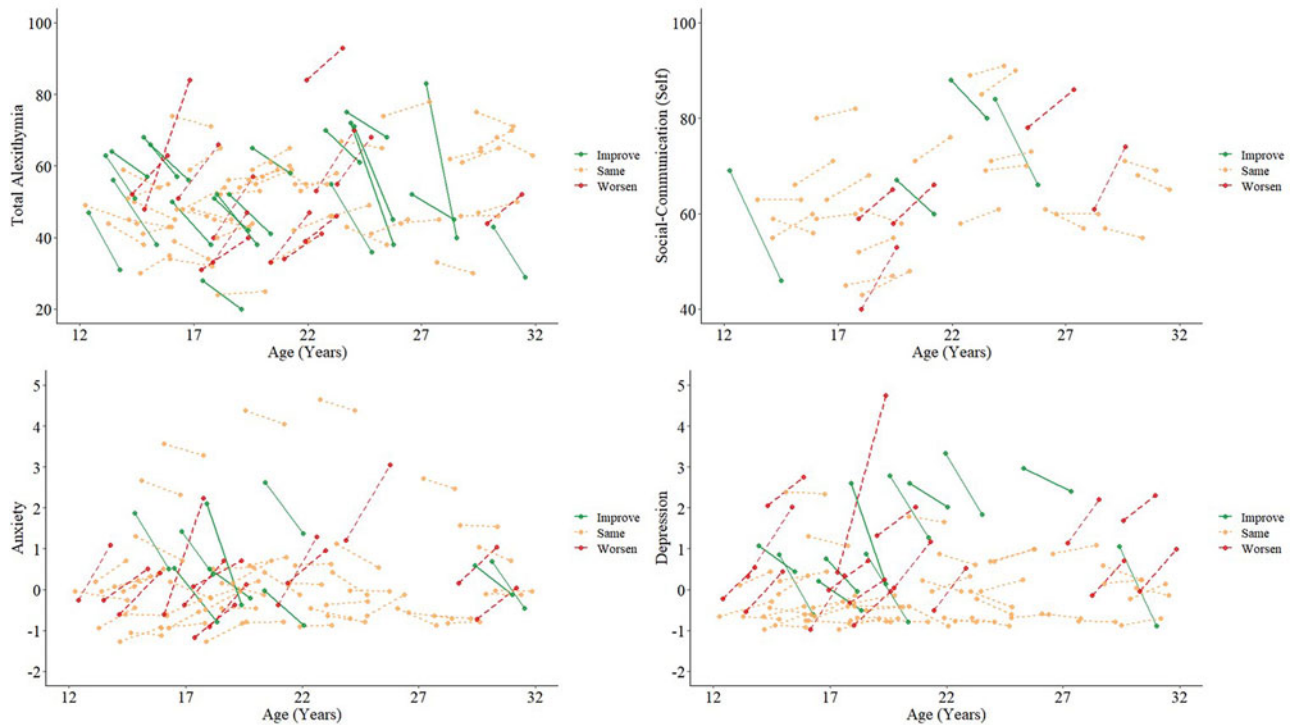 Total Alexithymia
100
80
60
40
20
12 17 22 27 32
Age (Years)
Improve
Same
Worsen
Social-Communication (Self)
100
80
60
40
12 17 22 27 32
Age (Years)
Improve
Same
Worsen
Anxiety
5
4
3
2
1
0
-1
-2
12 17 22 27 32
Age (Years)
Improve
Same
Worsen
Depression
5
4
3
2
1
0
-1
-2
12 17 22 27 32
Age (Years)
Improve
Same
Worsen